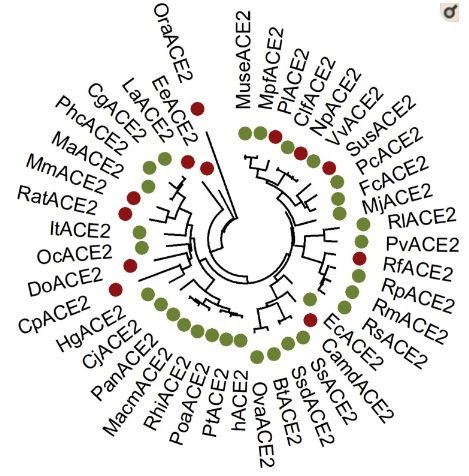 OraACE2
MuseACE2
MpfACE2
PlACE2
ClfACE2
NpACE2
VvACE2
SusACE2
PcACE2
FcACE2
MjACE2
RlACE2
PvACE2
RfACE2
RpACE2
RmACE2
RsACE2
EcACE2
CamdACE2
SsACE2
SsdACE2
BtACE2
OvaACE2
hACE2
PtACE2
PoaACE2
RhiACE2
MacmACE2
PanACE2
CjACE2
HgACE2
CpACE2
DoACE2
OcACE2
ItACE2
RatACE2
MmACE2
MaACE2
PhcACE2
CgACE2
LaACE2
EeACE2